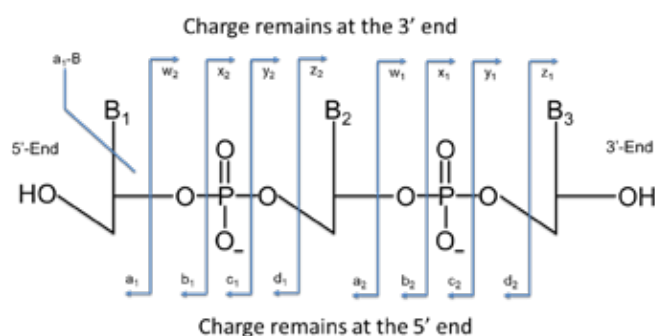 Charge remains at the 3′ end
a₁-B
w₂ x₂ y₂ z₂ w₁ x₁ y₁ z₁
B₁ B₂ B₃
5′-End 3′-End
O O
HO O P O O P O OH
O₋ O₋
a₁ b₁ c₁ d₁ a₂ b₂ c₂ d₂
Charge remains at the 5′ end